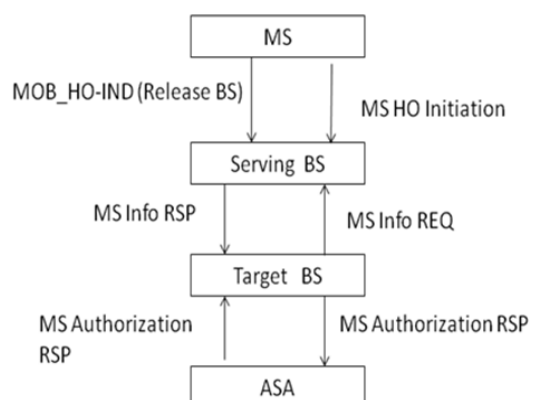 MS
MOB_HO-IND (Release BS)
MS HO Initiation
Serving BS
MS Info RSP
MS Info REQ
Target BS
MS Authorization
RSP
MS Authorization RSP
ASA